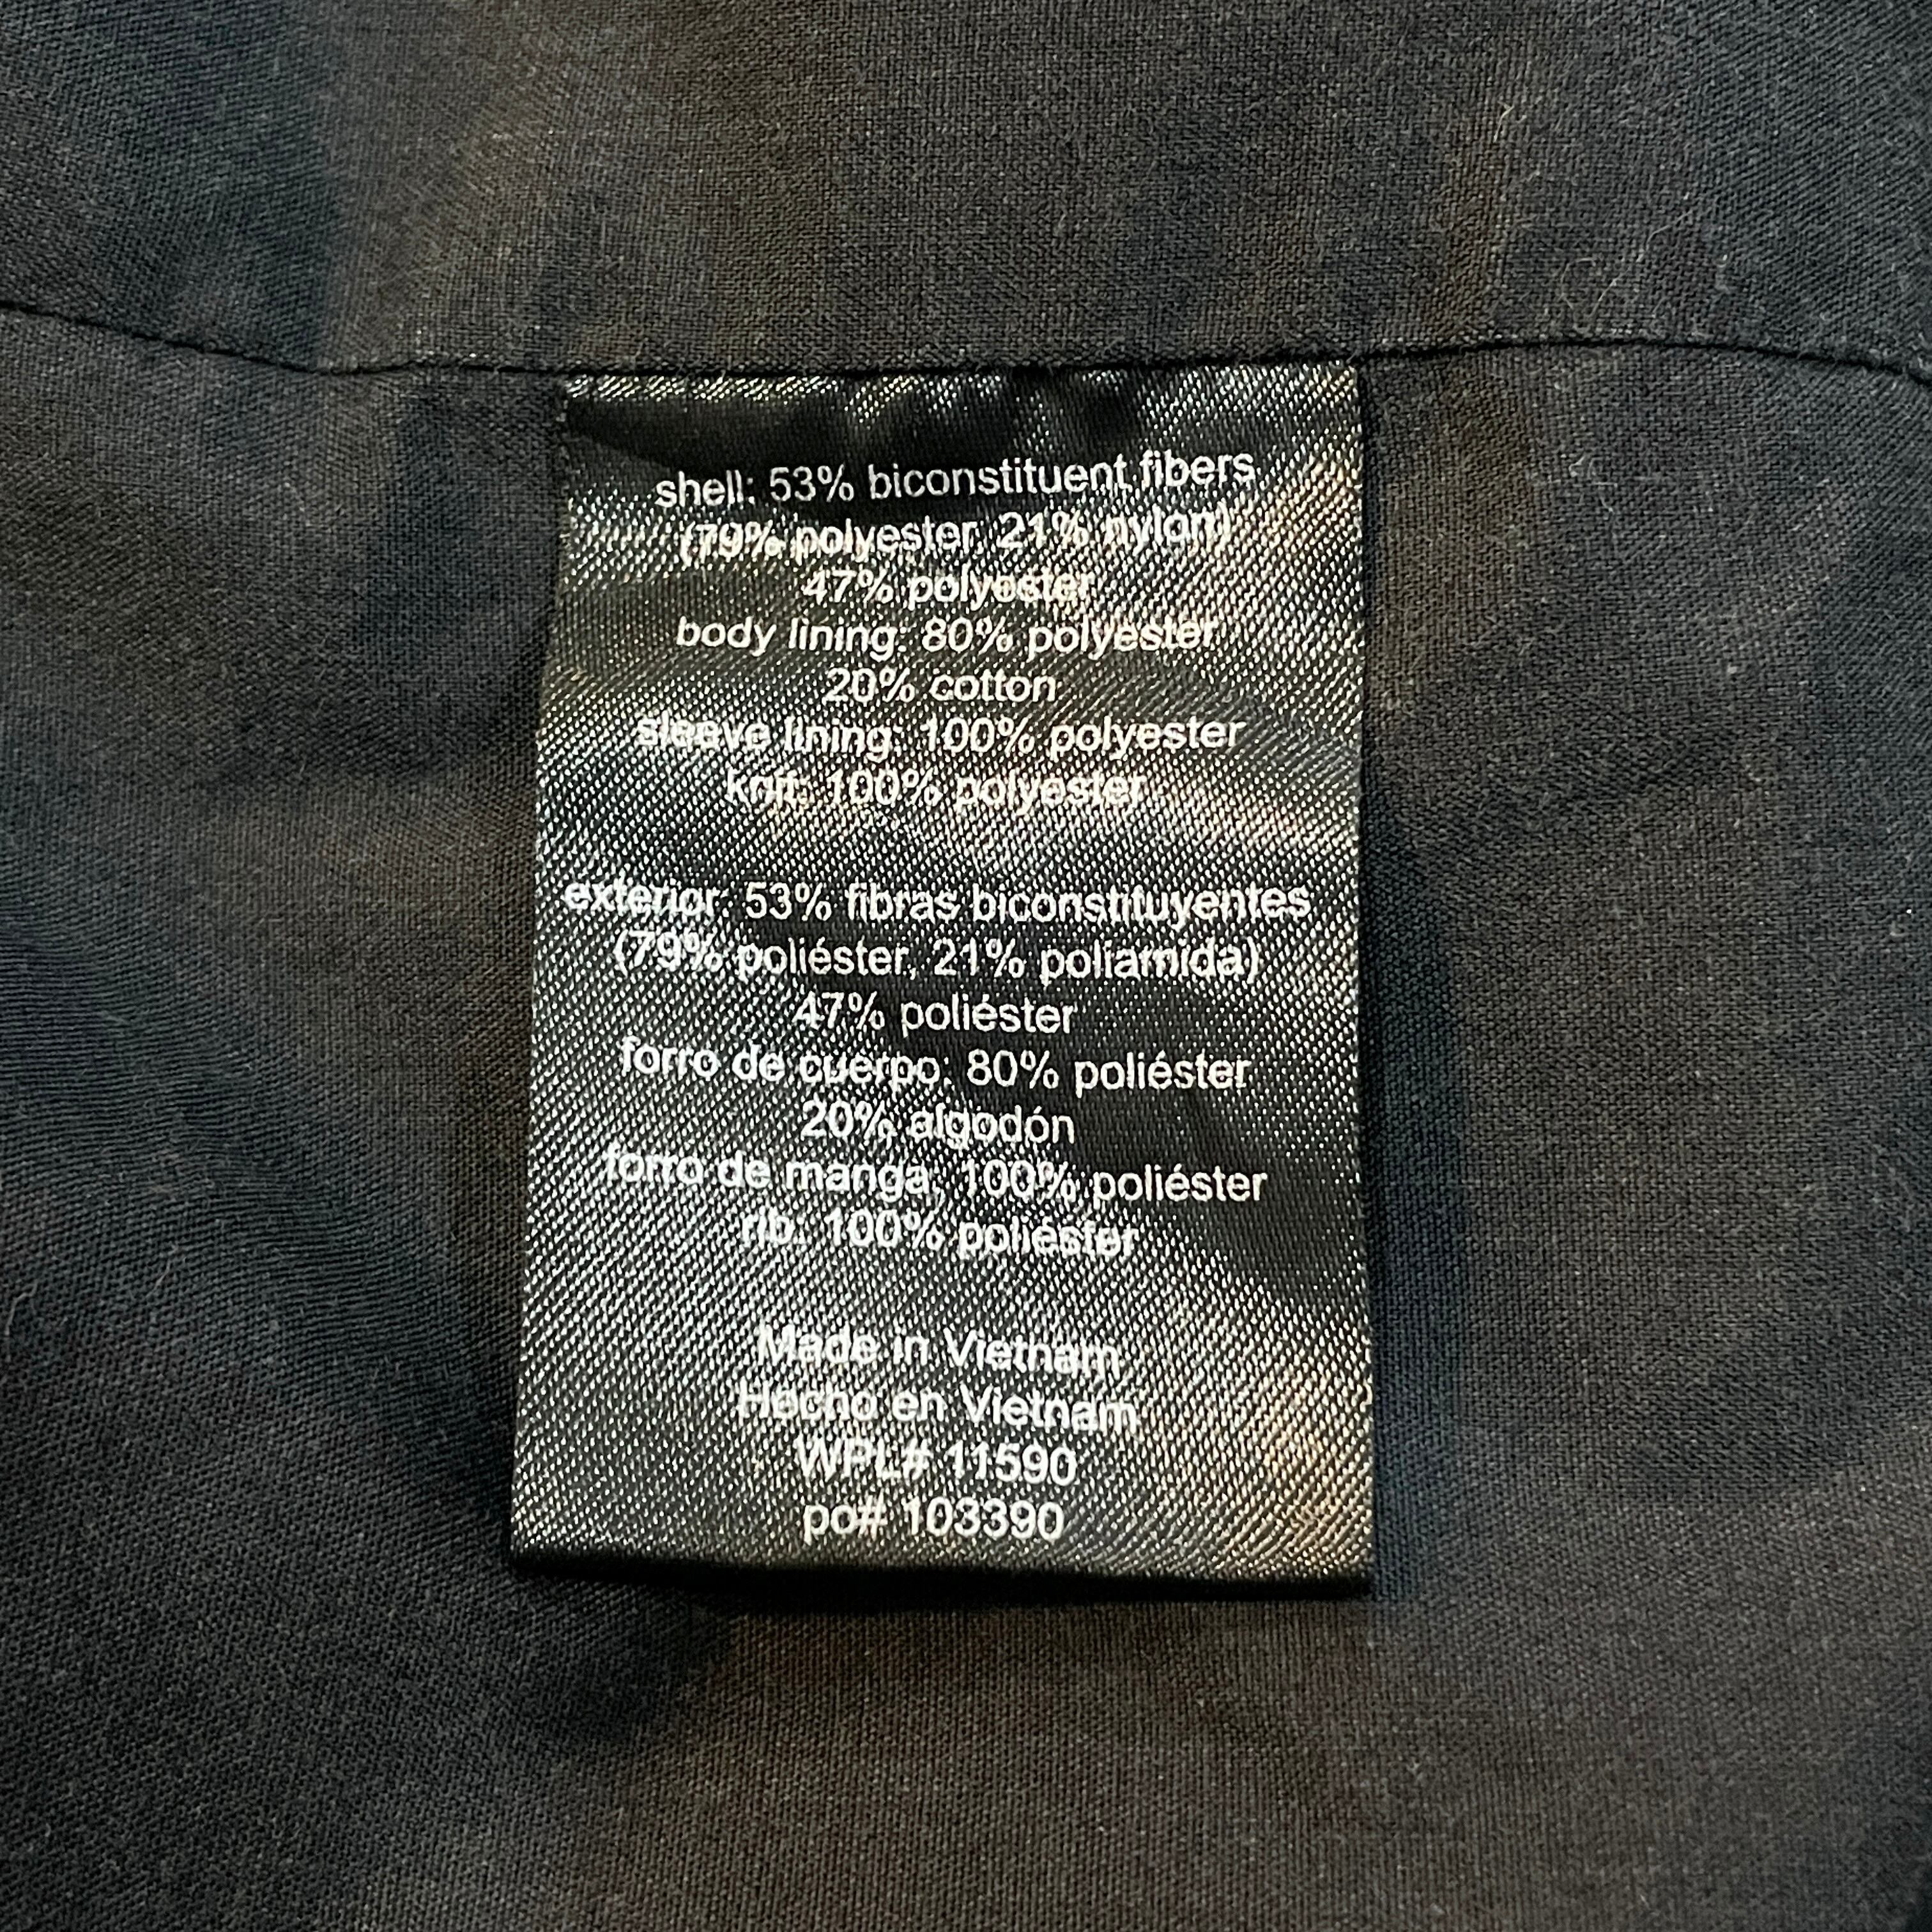 shell: 53% biconstituent fibers
(79% polyester, 21% nylon)
47% polyester
body lining: 80% polyester
20% cotton
sleeve lining: 100% polyester
knit: 100% polyester
exterior: 53% fibras biconstituyentes
(79% poliéster, 21% poliamida)
47% poliéster
forro de cuerpo: 80% poliéster
20% algodón
forro de manga: 100% poliéster
rib: 100% poliéster
Made in Vietnam
Hecho en Vietnam
WPL# 11590
po# 103390